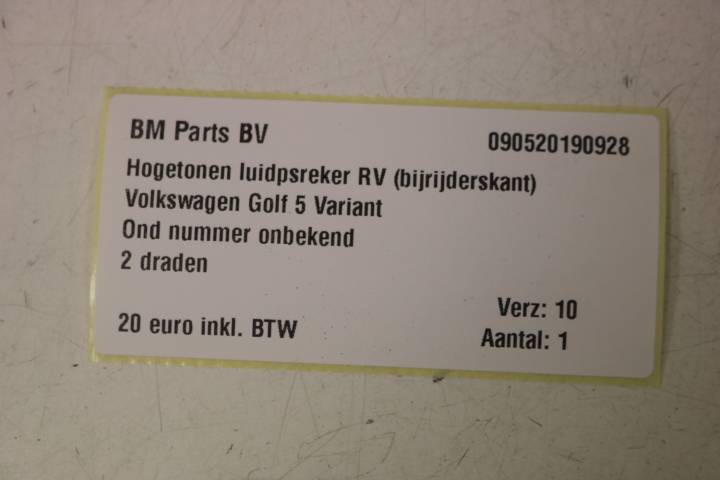 BM Parts BV 090520190928
Hogetonen luidpsreker RV (bijrijderskant)
Volkswagen Golf 5 Variant
Ond nummer onbekend
2 draden
Verz: 10
20 euro inkl. BTW Aantal: 1